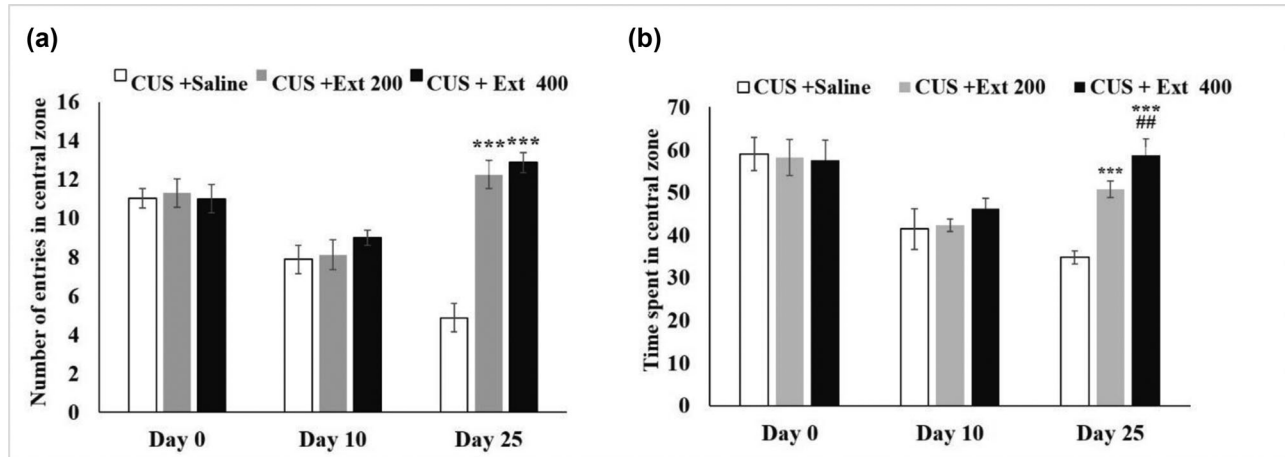 (a)
CUS +Saline CUS +Ext 200 CUS + Ext 400
Number of entries in central zone
16
14
12
10
8
6
4
2
0
*** ***
Day 0 Day 10 Day 25
(b)
CUS +Saline CUS +Ext 200 CUS + Ext 400
Time spent in central zone
70
60
50
40
30
20
10
0
***
##
***
Day 0 Day 10 Day 25